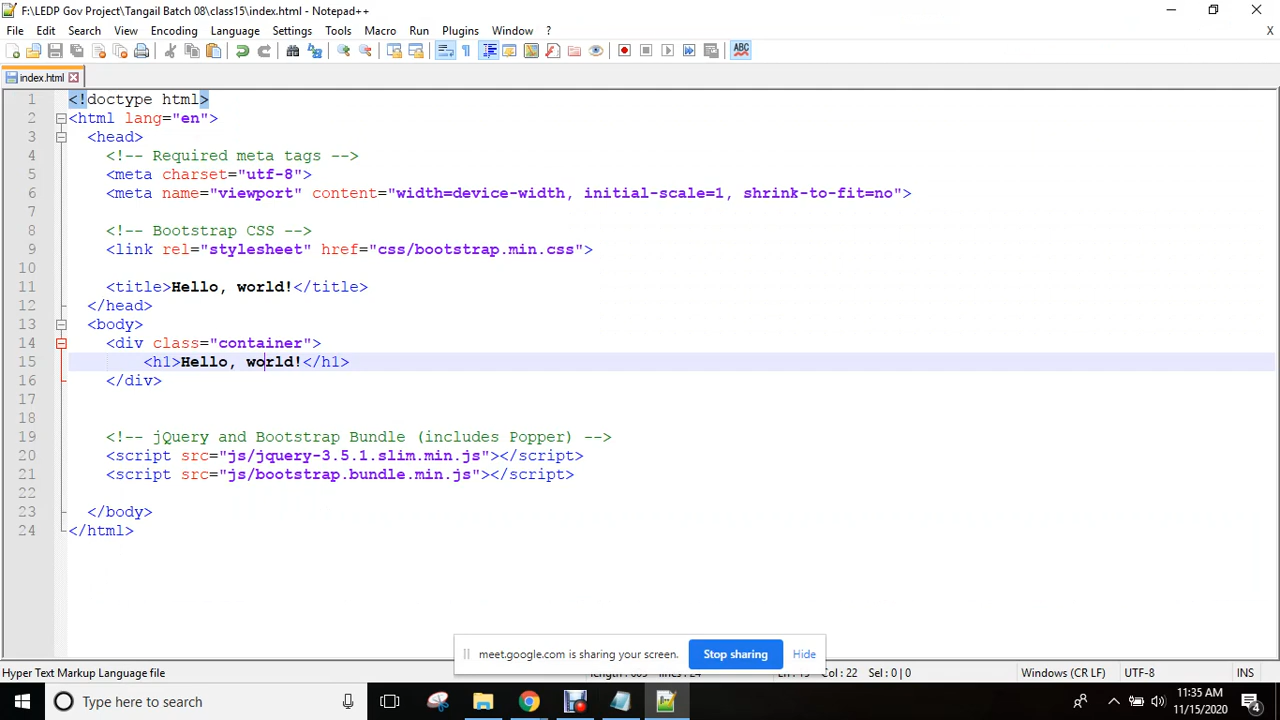 F:\LEDP Gov Project\Tangail Batch 08\class15\index.html - Notepad++
File Edit Search View Encoding Language Settings Tools Macro Run Plugins Window ? X
index.html
1 <!doctype html>
2 <html lang="en">
3 <head>
4 <!-- Required meta tags -->
5 <meta charset="utf-8">
6 <meta name="viewport" content="width=device-width, initial-scale=1, shrink-to-fit=no">
7
8 <!-- Bootstrap CSS -->
9 <link rel="stylesheet" href="css/bootstrap.min.css">
10
11 <title>Hello, world!</title>
12 </head>
13 <body>
14 <div class="container">
15 <h1>Hello, world!</h1>
16 </div>
17
18
19 <!-- jQuery and Bootstrap Bundle (includes Popper) -->
20 <script src="js/jquery-3.5.1.slim.min.js"></script>
21 <script src="js/bootstrap.bundle.min.js"></script>
22
23 </body>
24 </html>
meet.google.com is sharing your screen. Stop sharing Hide
Hyper Text Markup Language file Col : 22 Sel : 0 | 0 Windows (CR LF) UTF-8 INS
Type here to search
11:35 AM
11/15/2020
4